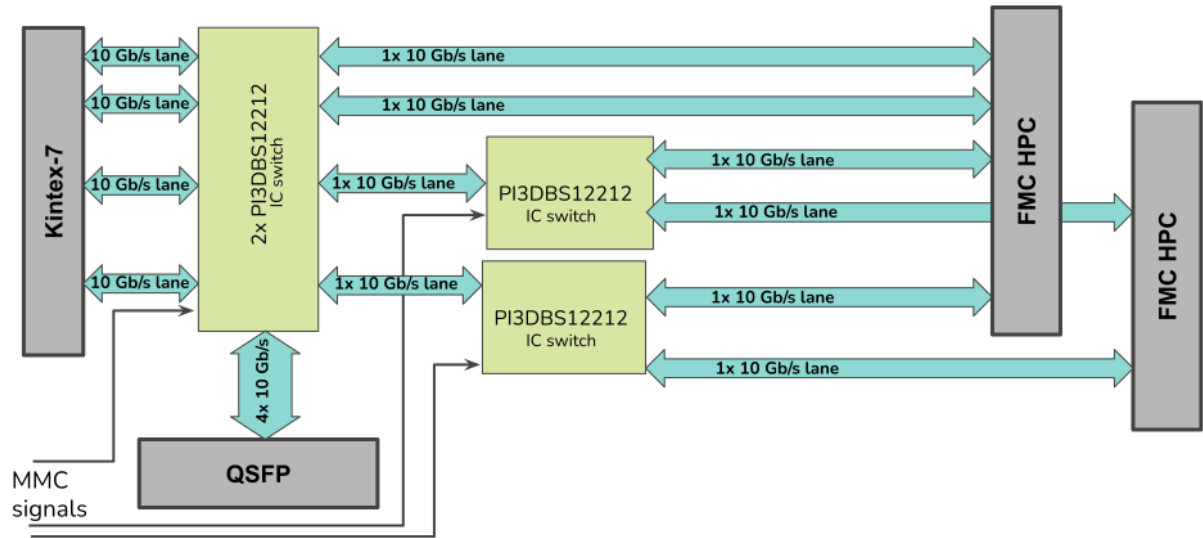 Kintex-7
10 Gb/s lane
10 Gb/s lane
10 Gb/s lane
10 Gb/s lane
2x PI3DBS12212
IC switch
1x 10 Gb/s lane
1x 10 Gb/s lane
1x 10 Gb/s lane
1x 10 Gb/s lane
PI3DBS12212
IC switch
PI3DBS12212
IC switch
1x 10 Gb/s lane
1x 10 Gb/s lane
1x 10 Gb/s lane
1x 10 Gb/s lane
FMC HPC
FMC HPC
4x 10 Gb/s
QSFP
MMC
signals